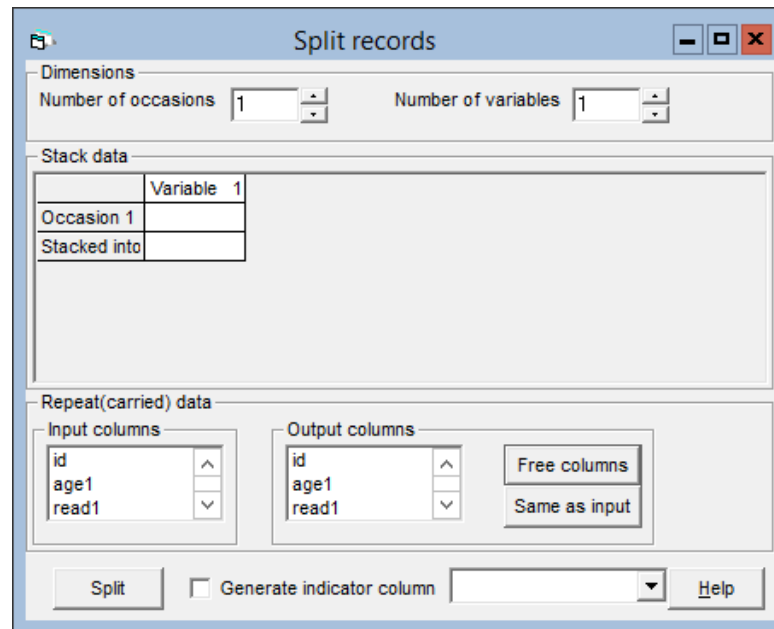 Split records
Dimensions
Number of occasions 1 Number of variables 1
Stack data
Variable 1
Occasion 1
Stacked into
Repeat(carried) data
Input columns Output columns
id id
age1 age1
read1 read1
Free columns
Same as input
Split Generate indicator column Help